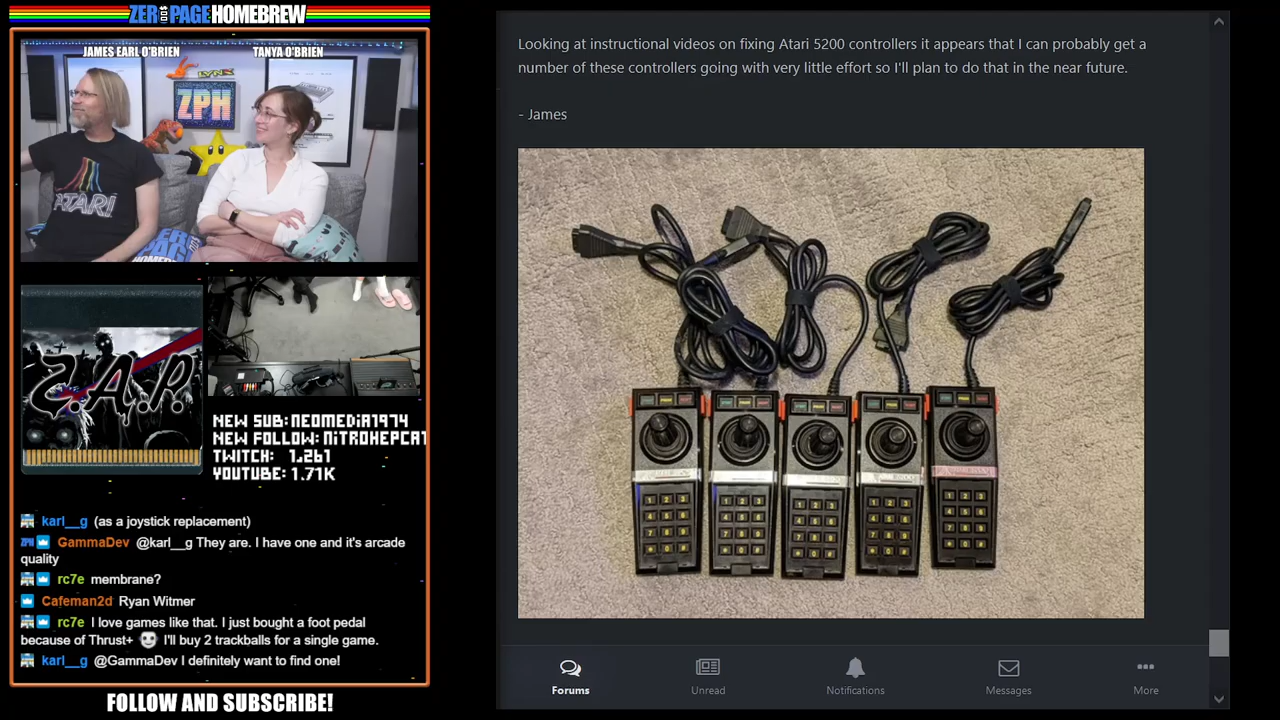 ZERO PAGE HOMEBREW
JAMES EARL O'BRIEN
TANYA O'BRIEN
LYNX
ZPH
ATARI
Z.A.P.
NEW SUB:NEOMEDIA1974
NEW FOLLOW:NITROHEPCAT
TWITCH: 1,261
YOUTUBE: 1.71K
karl__g (as a joystick replacement)
GammaDev @karl__g They are. I have one and it's arcade
quality
rc7e membrane?
Cafeman2d Ryan Witmer
rc7e I love games like that. I just bought a foot pedal
because of Thrust+ I'll buy 2 trackballs for a single game.
karl__g @GammaDev I definitely want to find one!
FOLLOW AND SUBSCRIBE!
Looking at instructional videos on fixing Atari 5200 controllers it appears that I can probably get a
number of these controllers going with very little effort so I'll plan to do that in the near future.
- James
Forums
Unread
Notifications
Messages
More